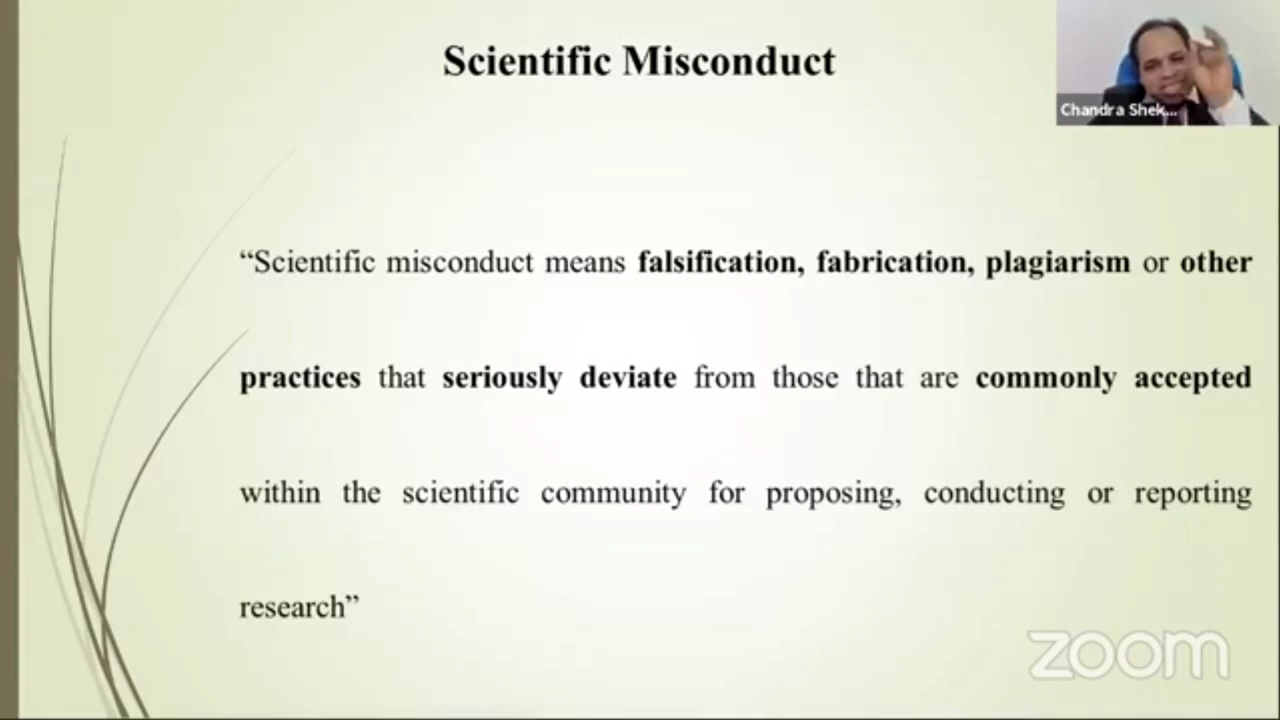 Scientific Misconduct
Chandra Shek...
“Scientific misconduct means falsification, fabrication, plagiarism or other
practices that seriously deviate from those that are commonly accepted
within the scientific community for proposing, conducting or reporting
research”
zoom